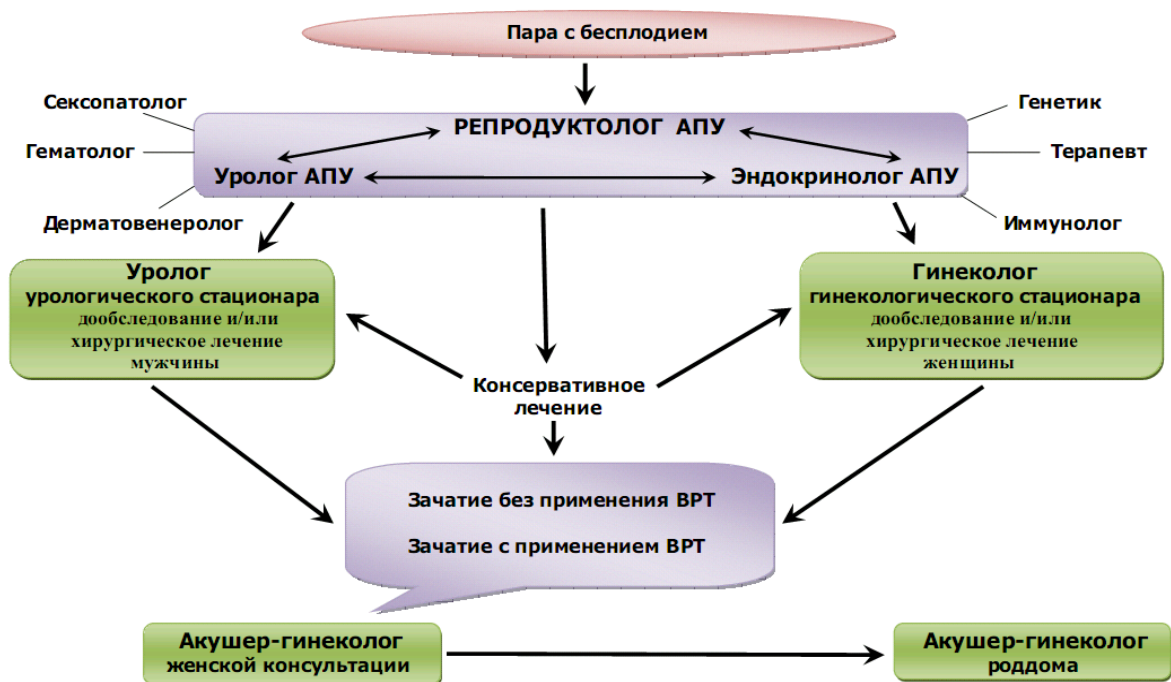 Пара с бесплодием
Сексопатолог
Генетик
РЕПРОДУКТОЛОГ АПУ
Гематолог
Терапевт
Уролог АПУ
Эндокринолог АПУ
Дерматовенеролог
Иммунолог
Уролог
урологического стационара
дообследование и/или
хирургическое лечение
мужчины
Гинеколог
гинекологического стационара
дообследование и/или
хирургическое лечение
женщины
Консервативное
лечение
Зачатие без применения ВРТ
Зачатие с применением ВРТ
Акушер-гинеколог
женской консультации
Акушер-гинеколог
роддома